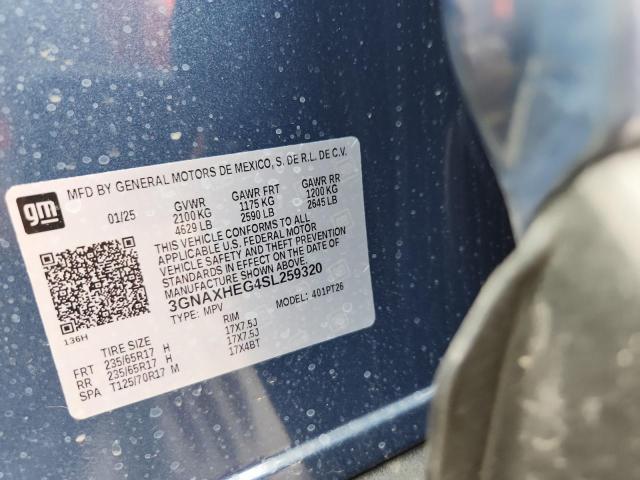 MFD BY GENERAL MOTORS DE MEXICO, S. DE R.L. DE C.V.
gm
01/25 GVWR GAWR FRT GAWR RR
2100 KG 1175 KG 1200 KG
4629 LB 2590 LB 2645 LB
THIS VEHICLE CONFORMS TO ALL
APPLICABLE U.S. FEDERAL MOTOR
VEHICLE SAFETY AND THEFT PREVENTION
STANDARDS IN EFFECT ON THE DATE OF
MANUFACTURE SHOWN ABOVE.
3GNAXHEG4SL259320
TYPE: MPV MODEL: 401PT26
136H
TIRE SIZE RIM
FRT 235/65R17 H 17X7.5J
RR 235/65R17 H 17X7.5J
SPA T125/70R17 M 17X4BT